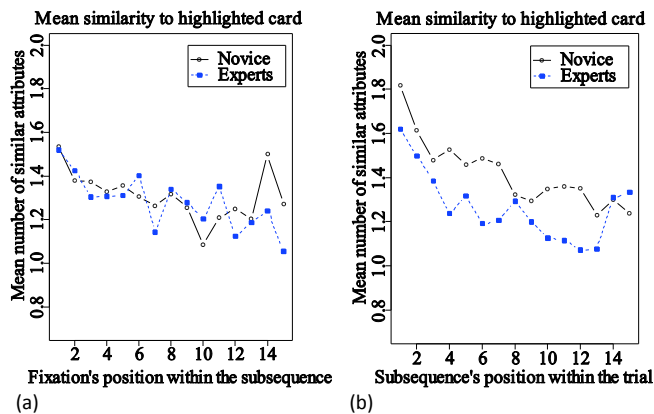 Mean similarity to highlighted card
Mean number of similar attributes
2.0
1.8
1.6
1.4
1.2
1.0
0.8
Novice
Experts
2 4 6 8 10 12 14
Fixation's position within the subsequence
(a)
Mean similarity to highlighted card
Mean number of similar attributes
2.0
1.8
1.6
1.4
1.2
1.0
0.8
Novice
Experts
2 4 6 8 10 12 14
Subsequence's position within the trial
(b)